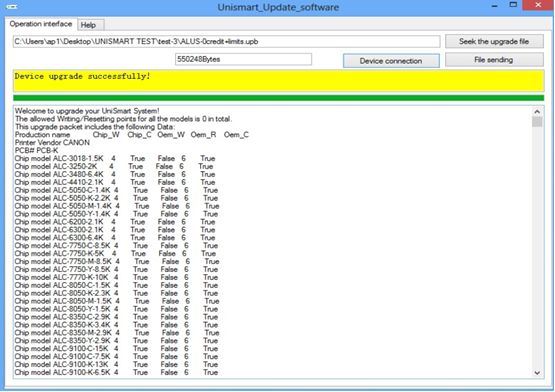 Unismart_Update_software
Operation interface Help
C:\Users\ap1\Desktop\UNISMART TEST\test-3\ALUS-0credit+limits.upb Seek the upgrade file
550248Bytes Device connection File sending
Device upgrade successfully!
Welcome to upgrade your UniSmart System!
The allowed Writing/Resetting points for all the models is 0 in total.
This upgrade packet includes the following Data:
Production name Chip_W Chip_C Oem_W Oem_R Oem_C
Printer Vendor CANON
PCB# PCB-K
Chip model ALC-3018-1.5K 4 True False 6 True
Chip model ALC-3250-2K 4 True False 6 True
Chip model ALC-3480-6.4K 4 True False 6 True
Chip model ALC-4410-2.1K 4 True False 6 True
Chip model ALC-5050-C-1.4K 4 True False 6 True
Chip model ALC-5050-K-2.2K 4 True False 6 True
Chip model ALC-5050-M-1.4K 4 True False 6 True
Chip model ALC-5050-Y-1.4K 4 True False 6 True
Chip model ALC-6200-2.1K 4 True False 6 True
Chip model ALC-6300-2.1K 4 True False 6 True
Chip model ALC-6300-6.4K 4 True False 6 True
Chip model ALC-7750-C-8.5K 4 True False 6 True
Chip model ALC-7750-K-5K 4 True False 6 True
Chip model ALC-7750-M-8.5K 4 True False 6 True
Chip model ALC-7750-Y-8.5K 4 True False 6 True
Chip model ALC-7770-K-10K 4 True False 6 True
Chip model ALC-8050-C-1.5K 4 True False 6 True
Chip model ALC-8050-K-2.3K 4 True False 6 True
Chip model ALC-8050-M-1.5K 4 True False 6 True
Chip model ALC-8050-Y-1.5K 4 True False 6 True
Chip model ALC-8350-C-2.9K 4 True False 6 True
Chip model ALC-8350-K-3.4K 4 True False 6 True
Chip model ALC-8350-M-2.9K 4 True False 6 True
Chip model ALC-8350-Y-2.9K 4 True False 6 True
Chip model ALC-9100-C-15K 4 True False 6 True
Chip model ALC-9100-C-7.5K 4 True False 6 True
Chip model ALC-9100-K-13K 4 True False 6 True
Chip model ALC-9100-K-6.5K 4 True False 6 True